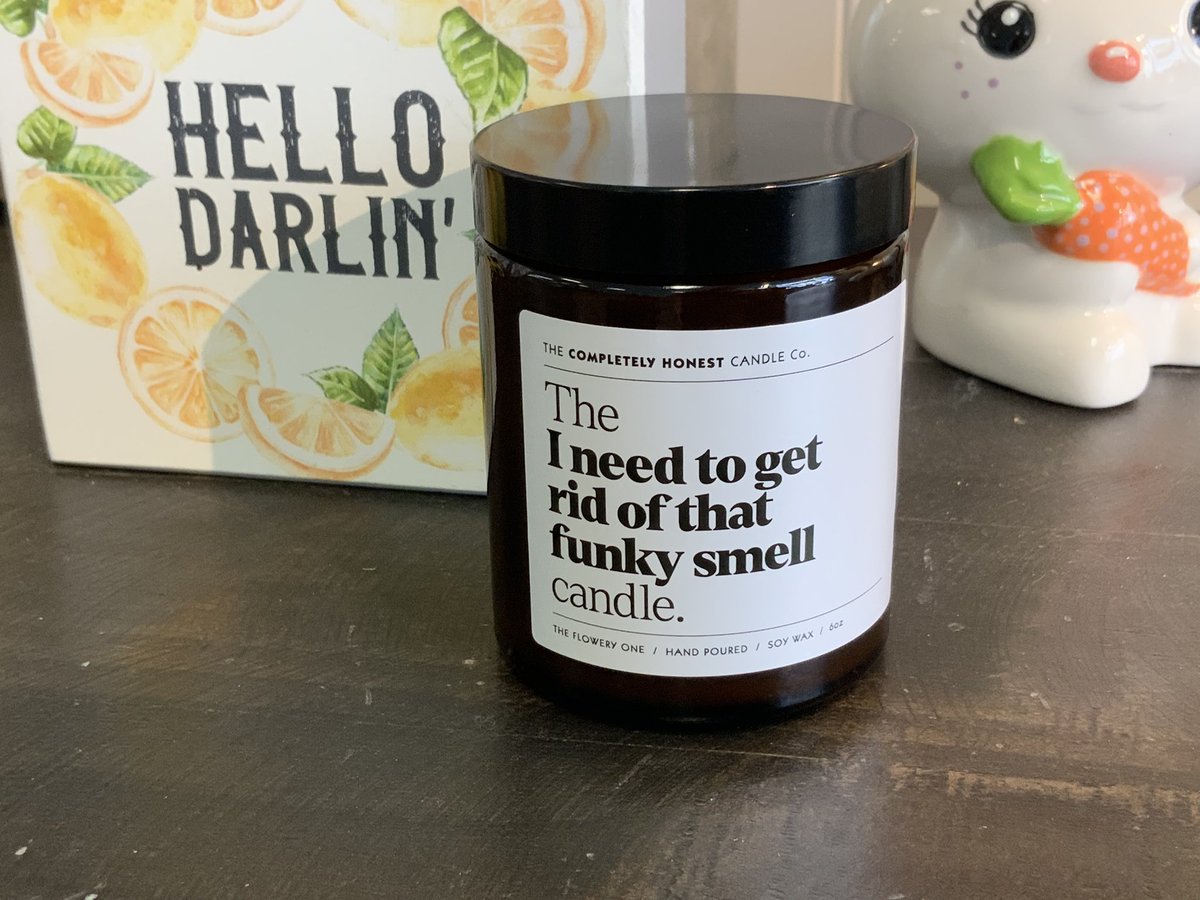 HELLO
DARLIN'
THE COMPLETELY HONEST CANDLE Co.
The
I need to get
rid of that
funky smell
candle.
THE FLOWERY ONE / HAND POURED / SOY WAX / 6oz